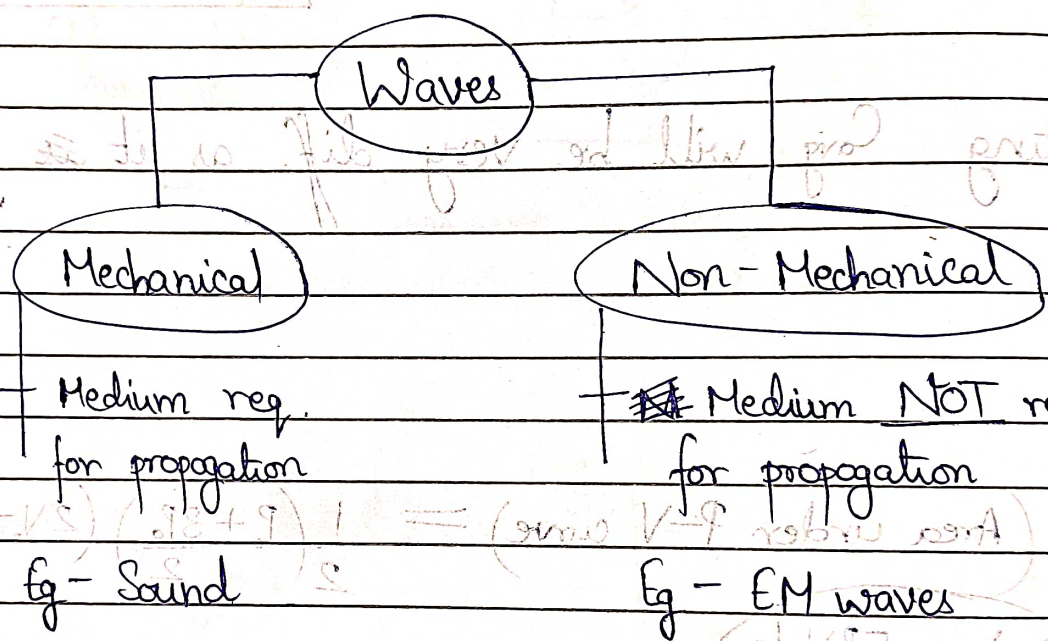 Waves
Mechanical
Non-Mechanical
Medium req.
for propogation
Eg - Sound
Medium NOT
for propogation
Eg - EM waves